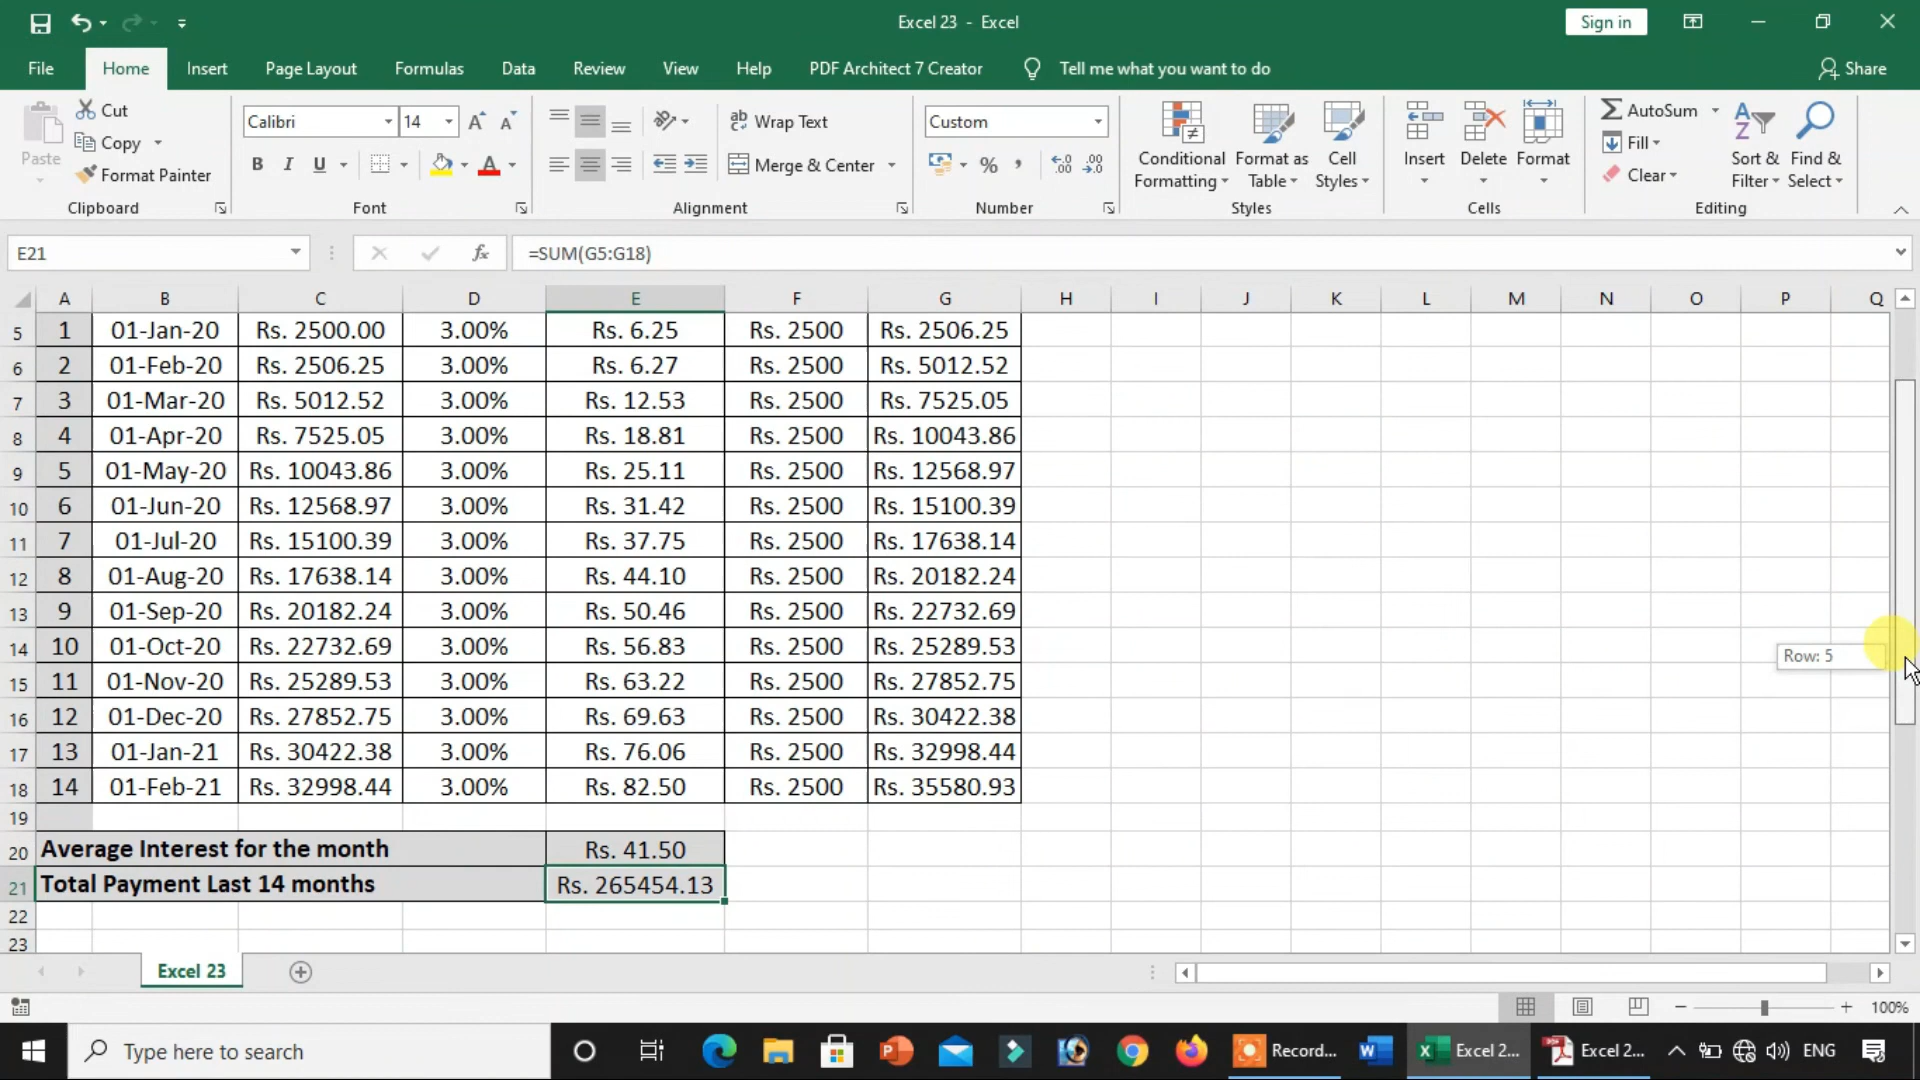 Excel 23 - Excel
Sign in
File Home Insert Page Layout Formulas Data Review View Help PDF Architect 7 Creator Tell me what you want to do Share
Paste
Cut
Copy
Format Painter
Clipboard
Calibri 14
B I U A
Font
Wrap Text
Merge & Center
Alignment
Custom
%
Number
Conditional Formatting
Format as Table
Cell Styles
Styles
Insert Delete Format
Cells
AutoSum
Fill
Clear
Sort & Filter
Find & Select
Editing
E21 fx =SUM(G5:G18)
A B C D E F G H I J K L M N O P Q
5 1 01-Jan-20 Rs. 2500.00 3.00% Rs. 6.25 Rs. 2500 Rs. 2506.25
6 2 01-Feb-20 Rs. 2506.25 3.00% Rs. 6.27 Rs. 2500 Rs. 5012.52
7 3 01-Mar-20 Rs. 5012.52 3.00% Rs. 12.53 Rs. 2500 Rs. 7525.05
8 4 01-Apr-20 Rs. 7525.05 3.00% Rs. 18.81 Rs. 2500 Rs. 10043.86
9 5 01-May-20 Rs. 10043.86 3.00% Rs. 25.11 Rs. 2500 Rs. 12568.97
10 6 01-Jun-20 Rs. 12568.97 3.00% Rs. 31.42 Rs. 2500 Rs. 15100.39
11 7 01-Jul-20 Rs. 15100.39 3.00% Rs. 37.75 Rs. 2500 Rs. 17638.14
12 8 01-Aug-20 Rs. 17638.14 3.00% Rs. 44.10 Rs. 2500 Rs. 20182.24
13 9 01-Sep-20 Rs. 20182.24 3.00% Rs. 50.46 Rs. 2500 Rs. 22732.69
14 10 01-Oct-20 Rs. 22732.69 3.00% Rs. 56.83 Rs. 2500 Rs. 25289.53
Row: 5
15 11 01-Nov-20 Rs. 25289.53 3.00% Rs. 63.22 Rs. 2500 Rs. 27852.75
16 12 01-Dec-20 Rs. 27852.75 3.00% Rs. 69.63 Rs. 2500 Rs. 30422.38
17 13 01-Jan-21 Rs. 30422.38 3.00% Rs. 76.06 Rs. 2500 Rs. 32998.44
18 14 01-Feb-21 Rs. 32998.44 3.00% Rs. 82.50 Rs. 2500 Rs. 35580.93
19
20 Average Interest for the month Rs. 41.50
21 Total Payment Last 14 months Rs. 265454.13
22
23
Excel 23
100%
Type here to search
Record...
Excel 2...
Excel 2...
ENG